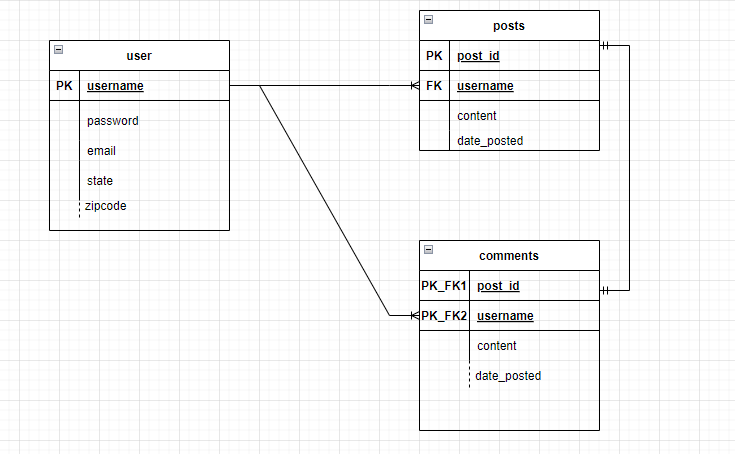 user
PK username
password
email
state
zipcode
posts
PK post_id
FK username
content
date_posted
comments
PK_FK1 post_id
PK_FK2 username
content
date_posted